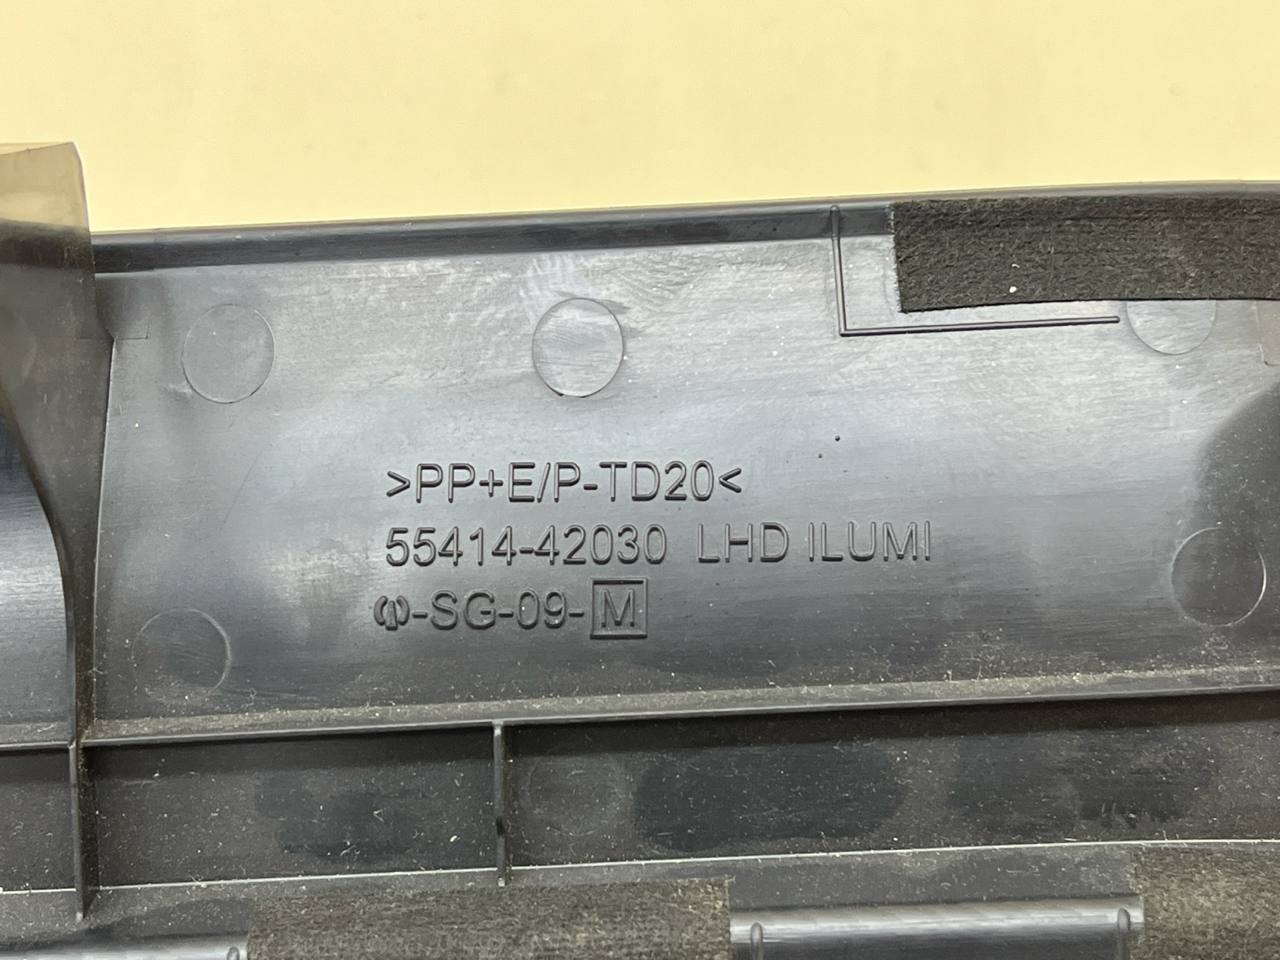 >PP+E/P-TD20<
55414-42030 LHD ILUMI
-SG-09-M